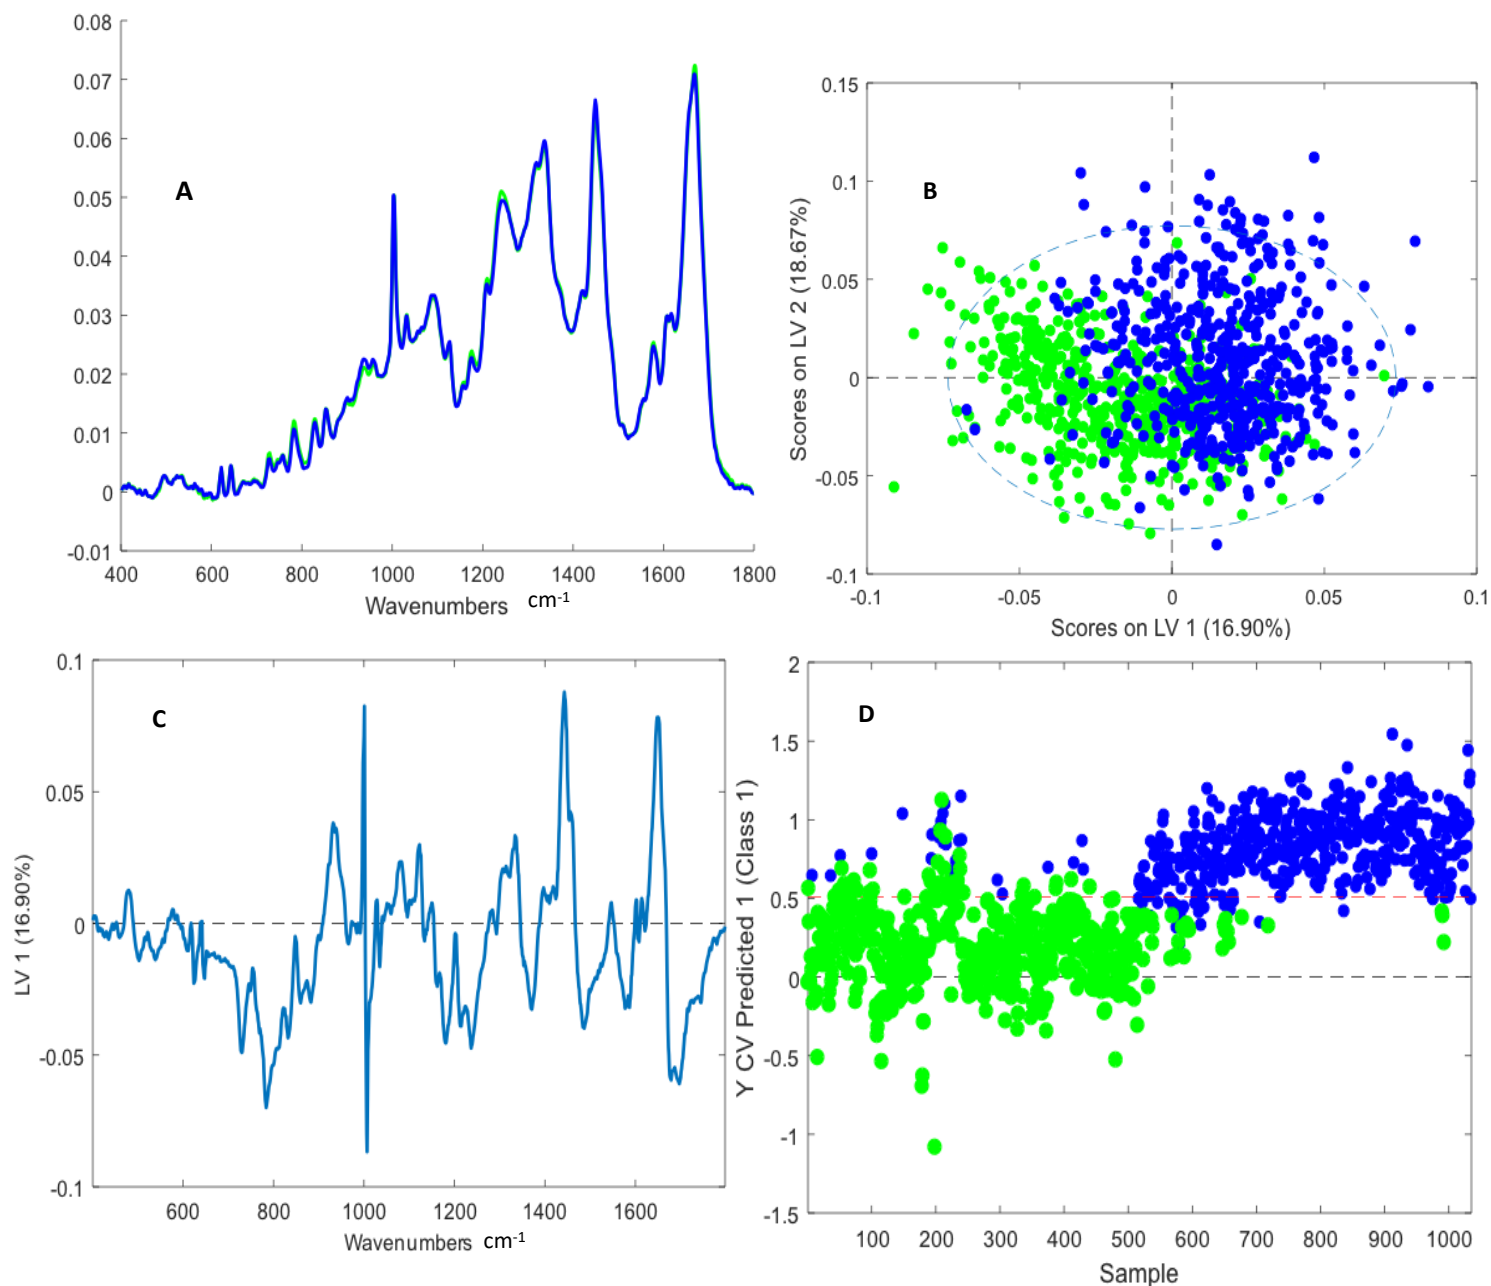 A
0.08
0.07
0.06
0.05
0.04
0.03
0.02
0.01
0
-0.01
400 600 800 1000 1200 1400 1600 1800
Wavenumbers cm-1
B
0.15
0.1
0.05
0
-0.05
-0.1
Scores on LV 2 (18.67%)
-0.1 -0.05 0 0.05 0.1
Scores on LV 1 (16.90%)
C
0.1
0.05
0
-0.05
-0.1
LV 1 (16.90%)
600 800 1000 1200 1400 1600
Wavenumbers cm-1
D
2
1.5
1
0.5
0
-0.5
-1
-1.5
Y CV Predicted 1 (Class 1)
100 200 300 400 500 600 700 800 900 1000
Sample